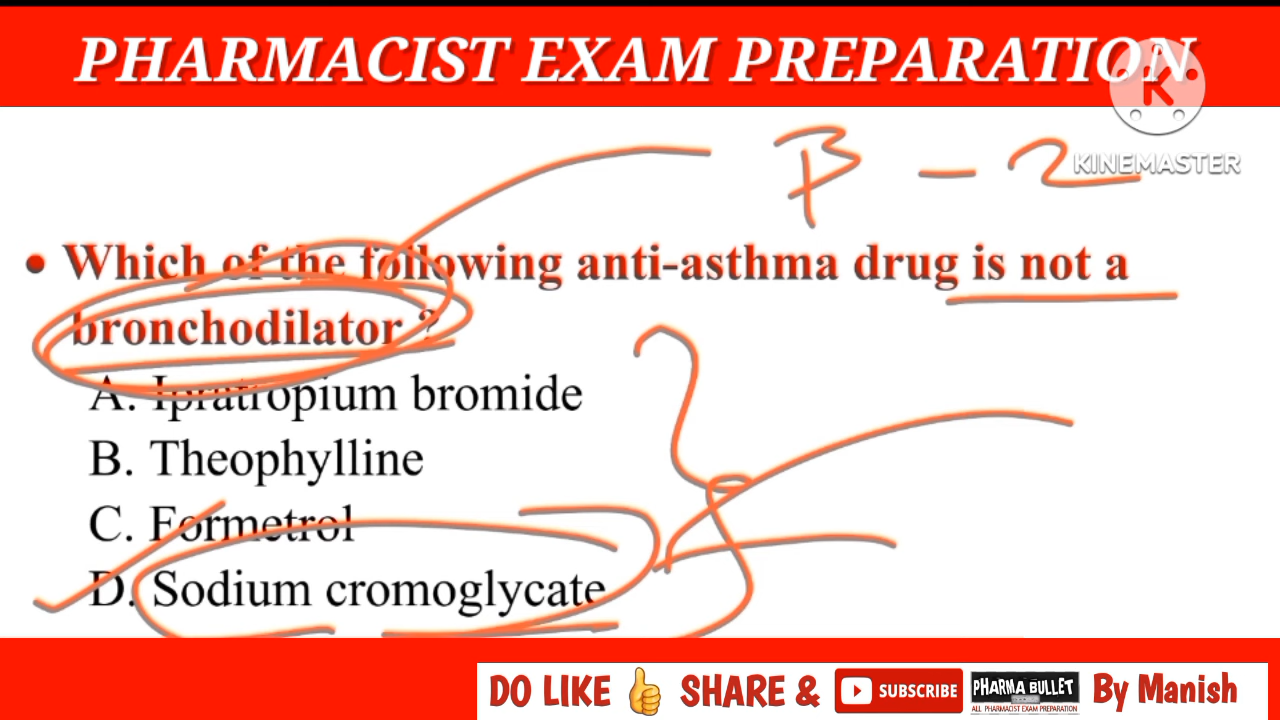 PHARMACIST EXAM PREPARATION
K
KINEMASTER
β - 2
• Which of the following anti-asthma drug is not a
bronchodilator ?
A. Ipratropium bromide
B. Theophylline
C. Formetrol
D. Sodium cromoglycate
DO LIKE 👍 SHARE & SUBSCRIBE PHARMA BULLET By Manish
ALL PHARMACIST EXAM PREPARATION